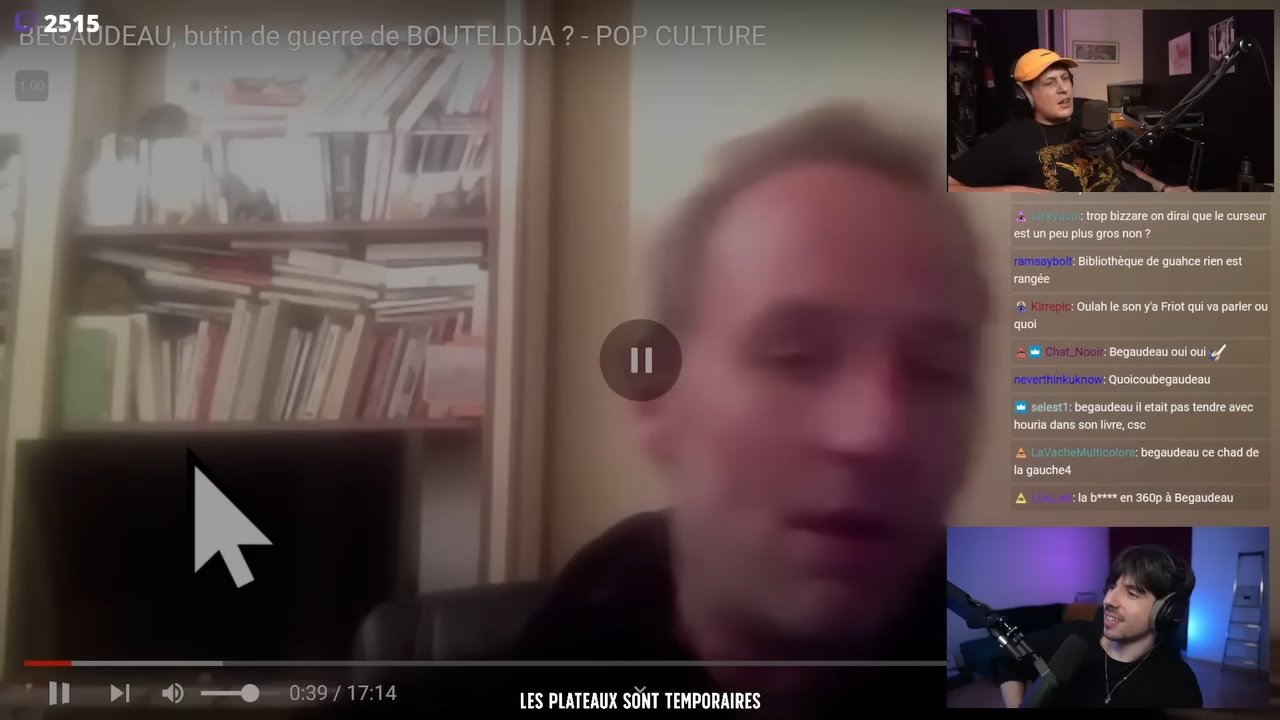 2515
BÉGAUDEAU, butin de guerre de BOUTELDJA ? - POP CULTURE
1.00
luckyuuu: trop bizzare on dirai que le curseur
est un peu plus gros non ?
ramsaybolt: Bibliothèque de guahce rien est
rangée
Kirrepic: Oulah le son y'a Friot qui va parler ou
quoi
Chat_Nooir: Begaudeau oui oui
neverthinkuknow: Quoicoubegaudeau
selest1: begaudeau il etait pas tendre avec
houria dans son livre, csc
LaVacheMulticolore: begaudeau ce chad de
la gauche4
: la b**** en 360p à Begaudeau
0:39 / 17:14
LES PLATEAUX SONT TEMPORAIRES